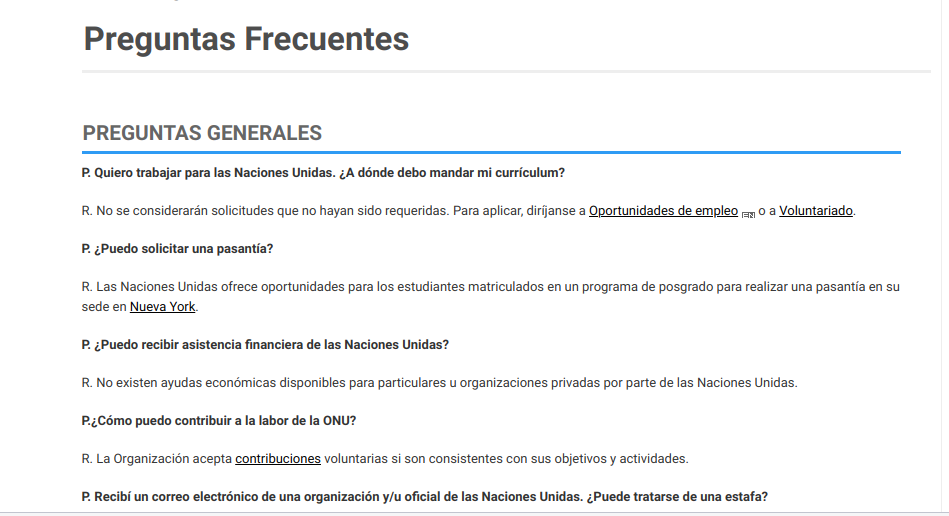 Preguntas Frecuentes
PREGUNTAS GENERALES
P. Quiero trabajar para las Naciones Unidas. ¿A dónde debo mandar mi currículum?
R. No se considerarán solicitudes que no hayan sido requeridas. Para aplicar, diríjanse a Oportunidades de empleo o a Voluntariado.
P. ¿Puedo solicitar una pasantía?
R. Las Naciones Unidas ofrece oportunidades para los estudiantes matriculados en un programa de posgrado para realizar una pasantía en su
sede en Nueva York.
P. ¿Puedo recibir asistencia financiera de las Naciones Unidas?
R. No existen ayudas económicas disponibles para particulares u organizaciones privadas por parte de las Naciones Unidas.
P.¿Cómo puedo contribuir a la labor de la ONU?
R. La Organización acepta contribuciones voluntarias si son consistentes con sus objetivos y actividades.
P. Recibí un correo electrónico de una organización y/u oficial de las Naciones Unidas. ¿Puede tratarse de una estafa?